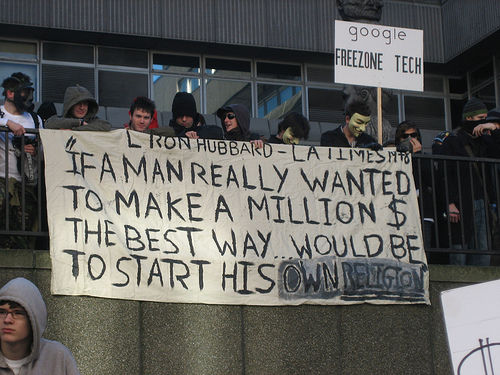 google
FREEZONE TECH
L RON HUBBARD - LA TIMES
"IF A MAN REALLY WANTED
TO MAKE A MILLION $
THE BEST WAY... WOULD BE
TO START HIS OWN RELIGION"